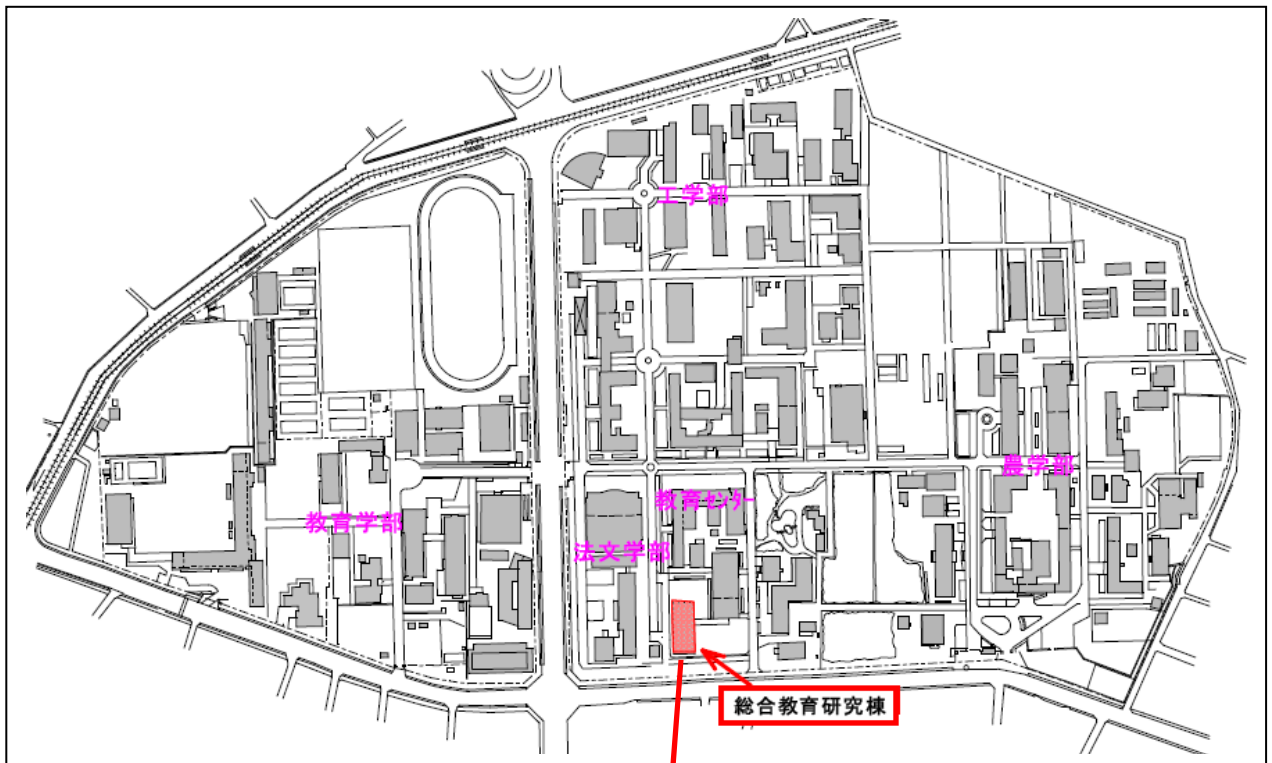 工学部
農学部
教育センター
教育学部
法文学部
総合教育研究棟